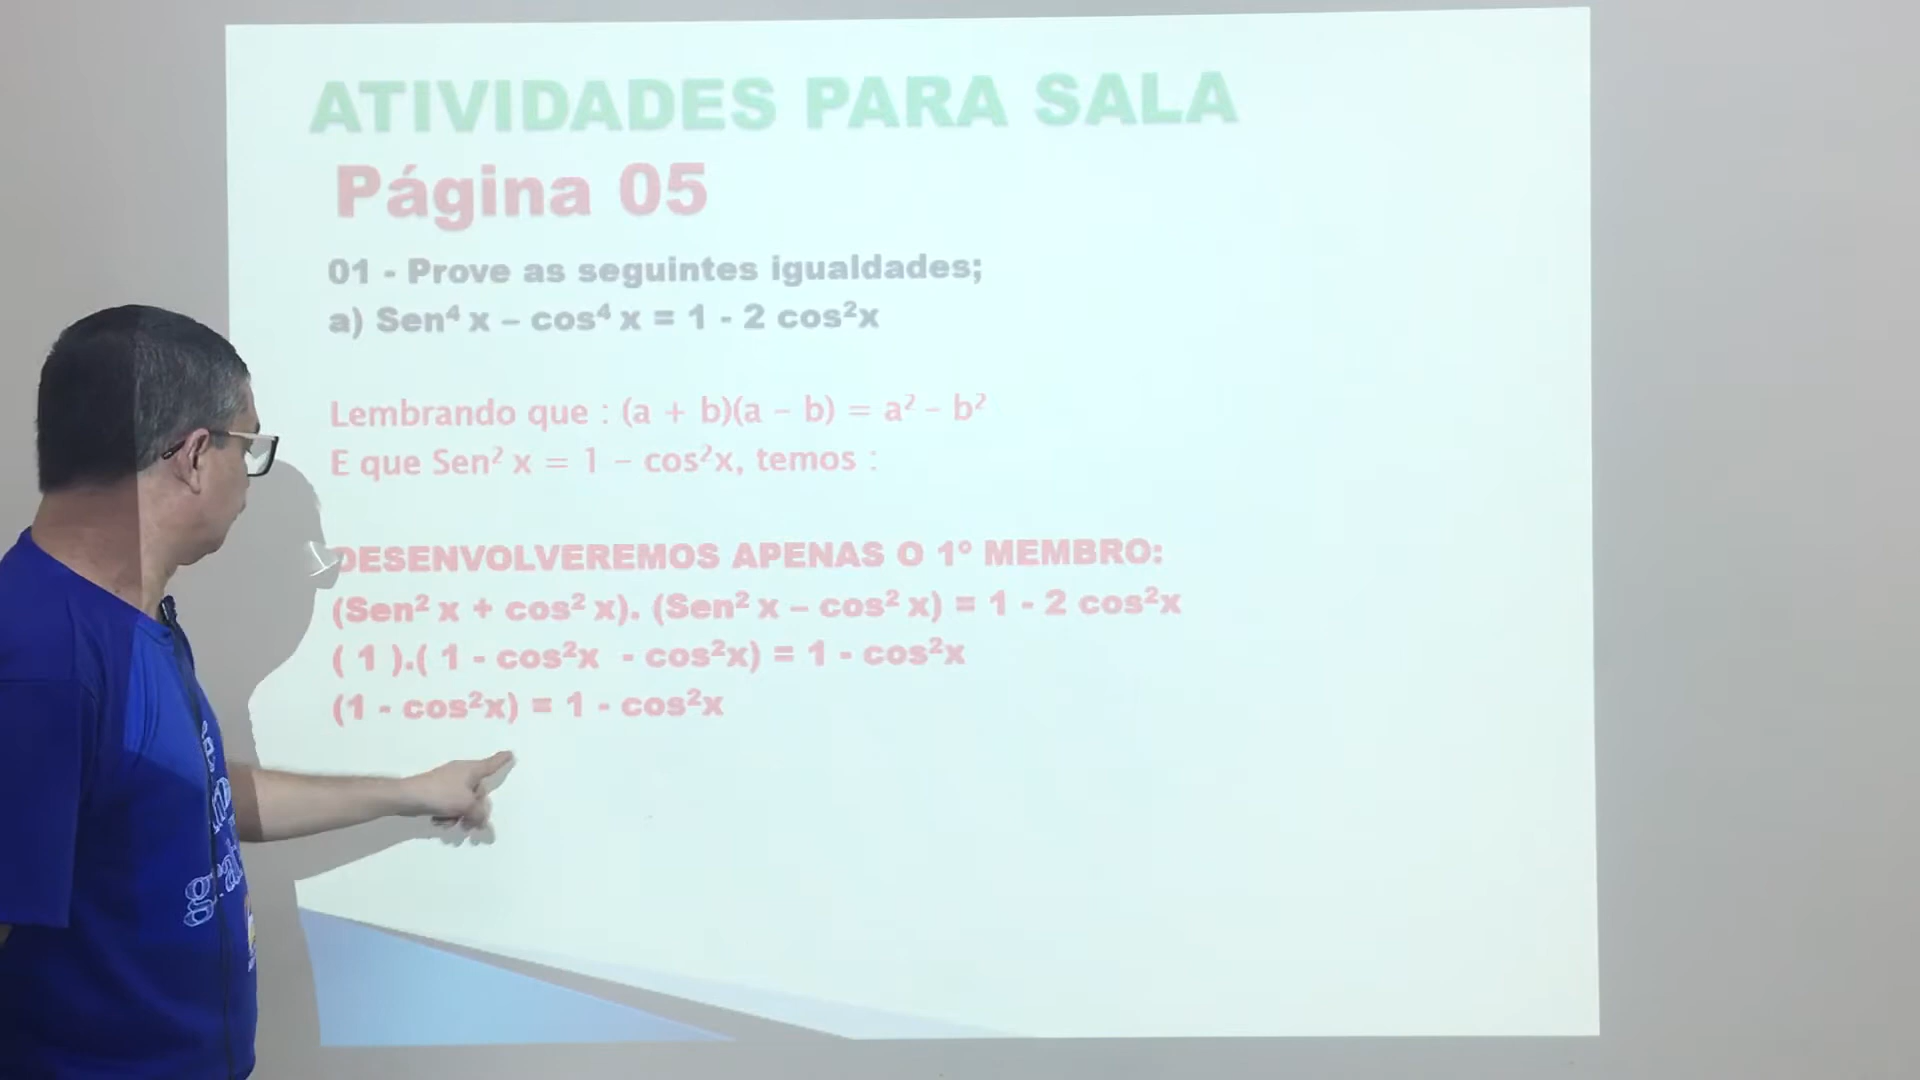 ATIVIDADES PARA SALA
Página 05
01 - Prove as seguintes igualdades;
a) Sen⁴ x – cos⁴ x = 1 - 2 cos²x
Lembrando que : (a + b)(a – b) = a² – b²
E que Sen² x = 1 – cos²x, temos :
DESENVOLVEREMOS APENAS O 1º MEMBRO:
(Sen² x + cos² x). (Sen² x – cos² x) = 1 - 2 cos²x
( 1 ).( 1 - cos²x - cos²x) = 1 - cos²x
(1 - cos²x) = 1 - cos²x